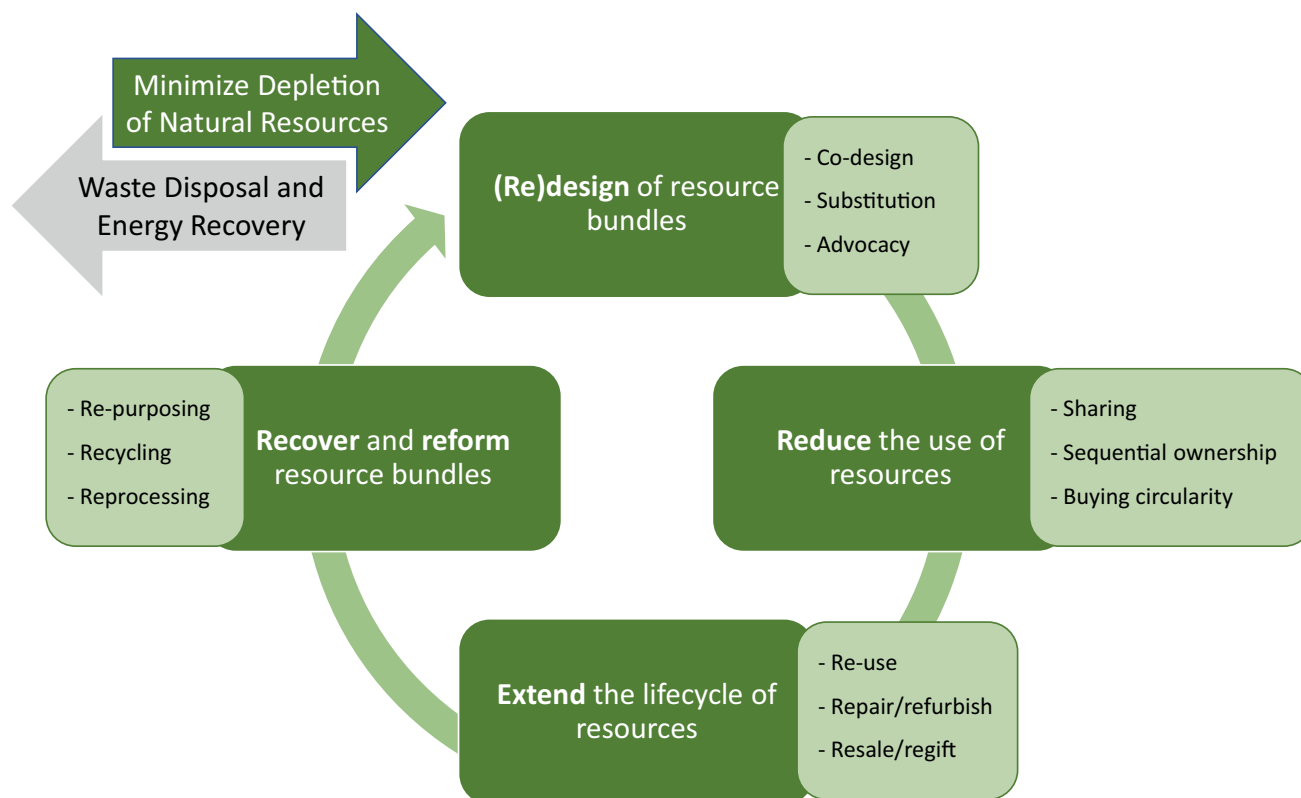 Minimize Depletion
of Natural Resources
Waste Disposal and
Energy Recovery
(Re)design of resource
bundles
- Co-design
- Substitution
- Advocacy
Reduce the use of
resources
- Sharing
- Sequential ownership
- Buying circularity
Extend the lifecycle of
resources
- Re-use
- Repair/refurbish
- Resale/regift
Recover and reform
resource bundles
- Re-purposing
- Recycling
- Reprocessing